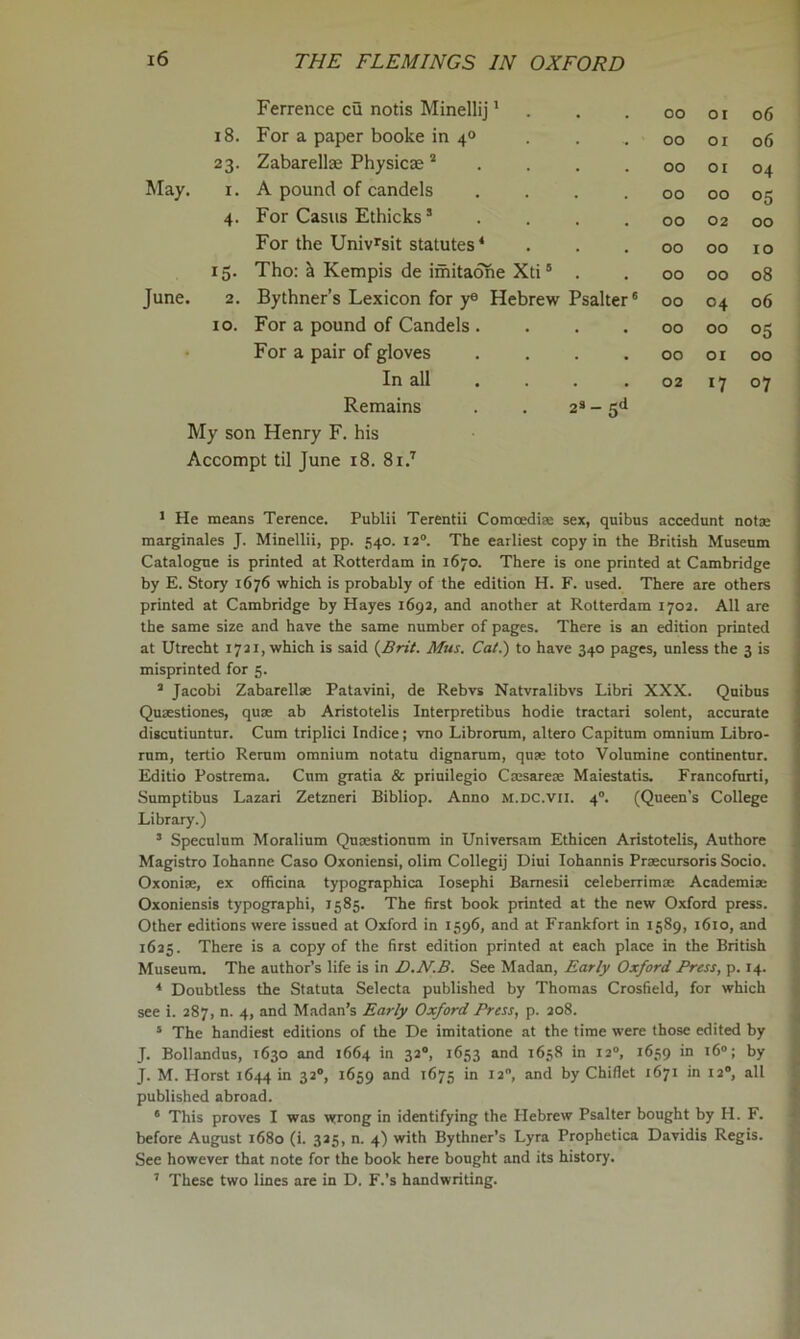 16 THE FLEMINGS IN OXFORD
Ferrence cū notis Minellij ¹ . . . 00 01 06
18. For a paper booke in 4⁰ . . . 00 01 06
23. Zabarellæ Physicæ ² . . . . 00 01 04
May. 1. A pound of candels . . . . 00 00 05
4. For Casus Ethicks ³ . . . . 00 02 00
For the Univʳsit statutes ⁴ . . . 00 00 10
15. Tho: à Kempis de im̄itaōne Xti ⁵ . . 00 00 08
June. 2. Bythner's Lexicon for yᵉ Hebrew Psalter ⁶ 00 04 06
10. For a pound of Candels . . . . 00 00 05
For a pair of gloves . . . . 00 01 00
In all . . . . 02 17 07
Remains . . 2ˢ – 5ᵈ
My son Henry F. his
Accompt til June 18. 81.⁷
¹ He means Terence. Publii Terentii Comœdiæ sex, quibus accedunt notæ
marginales J. Minellii, pp. 540. 12⁰. The earliest copy in the British Museum
Catalogue is printed at Rotterdam in 1670. There is one printed at Cambridge
by E. Story 1676 which is probably of the edition H. F. used. There are others
printed at Cambridge by Hayes 1692, and another at Rotterdam 1702. All are
the same size and have the same number of pages. There is an edition printed
at Utrecht 1721, which is said (Brit. Mus. Cat.) to have 340 pages, unless the 3 is
misprinted for 5.
² Jacobi Zabarellæ Patavini, de Rebvs Natvralibvs Libri XXX. Quibus
Quæstiones, quæ ab Aristotelis Interpretibus hodie tractari solent, accurate
discutiuntur. Cum triplici Indice; vno Librorum, altero Capitum omnium Libro-
rum, tertio Rerum omnium notatu dignarum, quæ toto Volumine continentur.
Editio Postrema. Cum gratia & priuilegio Cæsareæ Maiestatis. Francofurti,
Sumptibus Lazari Zetzneri Bibliop. Anno M.DC.VII. 4⁰. (Queen's College
Library.)
³ Speculum Moralium Quæstionum in Universam Ethicen Aristotelis, Authore
Magistro Iohanne Caso Oxoniensi, olim Collegij Diui Iohannis Præcursoris Socio.
Oxoniæ, ex officina typographica Iosephi Barnesii celeberrimæ Academiæ
Oxoniensis typographi, 1585. The first book printed at the new Oxford press.
Other editions were issued at Oxford in 1596, and at Frankfort in 1589, 1610, and
1625. There is a copy of the first edition printed at each place in the British
Museum. The author's life is in D.N.B. See Madan, Early Oxford Press, p. 14.
⁴ Doubtless the Statuta Selecta published by Thomas Crosfield, for which
see i. 287, n. 4, and Madan's Early Oxford Press, p. 208.
⁵ The handiest editions of the De imitatione at the time were those edited by
J. Bollandus, 1630 and 1664 in 32⁰, 1653 and 1658 in 12⁰, 1659 in 16⁰; by
J. M. Horst 1644 in 32⁰, 1659 and 1675 in 12⁰, and by Chiflet 1671 in 12⁰, all
published abroad.
⁶ This proves I was wrong in identifying the Hebrew Psalter bought by H. F.
before August 1680 (i. 325, n. 4) with Bythner's Lyra Prophetica Davidis Regis.
See however that note for the book here bought and its history.
⁷ These two lines are in D. F.'s handwriting.